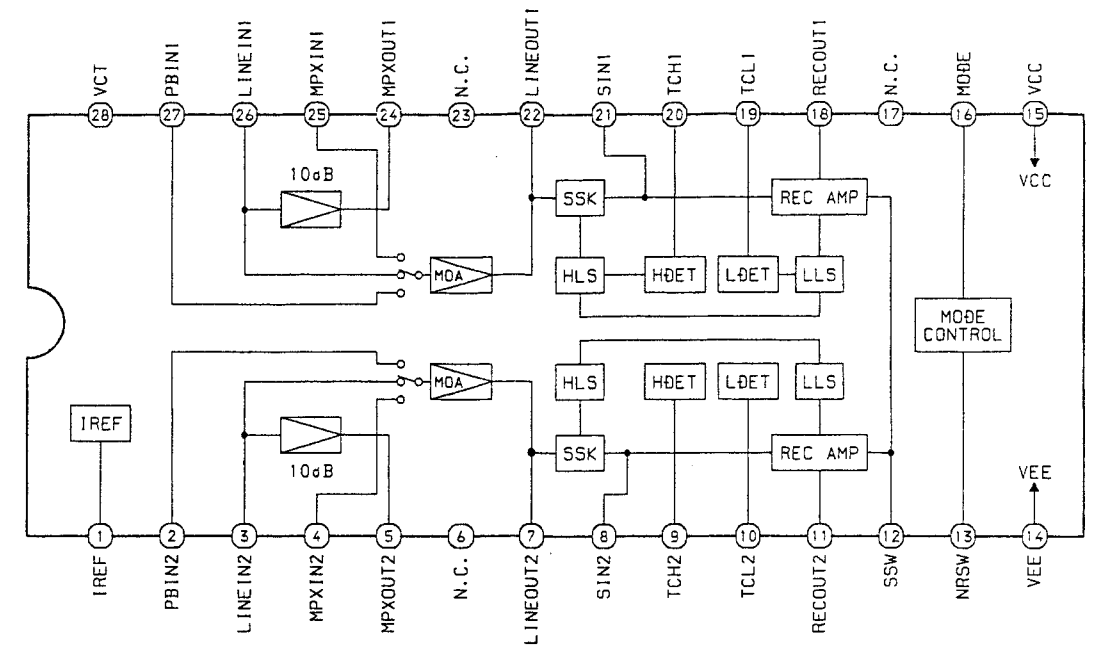 VCT
PBIN1
LINEIN1
MPXIN1
MPXOUT1
N.C.
LINEOUT1
SIN1
TCH1
TCL1
RECOUT1
N.C.
MODE
VCC
28
27
26
25
24
23
22
21
20
19
18
17
16
15
10dB
VCC
SSK
REC AMP
MOA
HLS
HDET
LDET
LLS
MODE
CONTROL
MOA
HLS
HDET
LDET
LLS
IREF
10dB
SSK
REC AMP
VEE
1
2
3
4
5
6
7
8
9
10
11
12
13
14
IREF
PBIN2
LINEIN2
MPXIN2
MPXOUT2
N.C.
LINEOUT2
SIN2
TCH2
TCL2
RECOUT2
SSW
NRSW
VEE